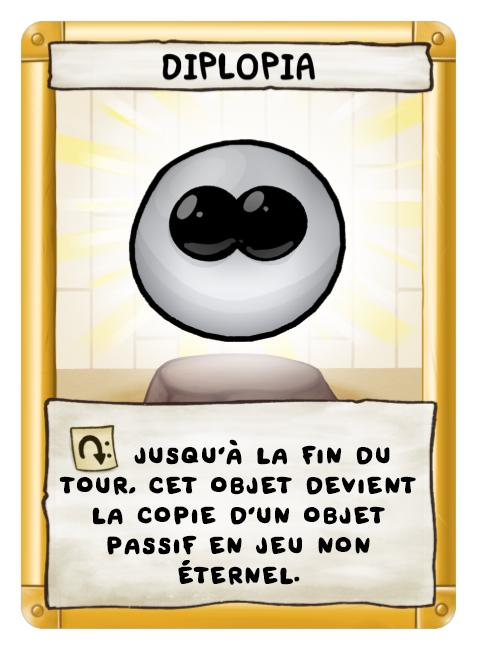 DIPLOPIA
: JUSQU'À LA FIN DU
TOUR, CET OBJET DEVIENT
LA COPIE D'UN OBJET
PASSIF EN JEU NON
ÉTERNEL.